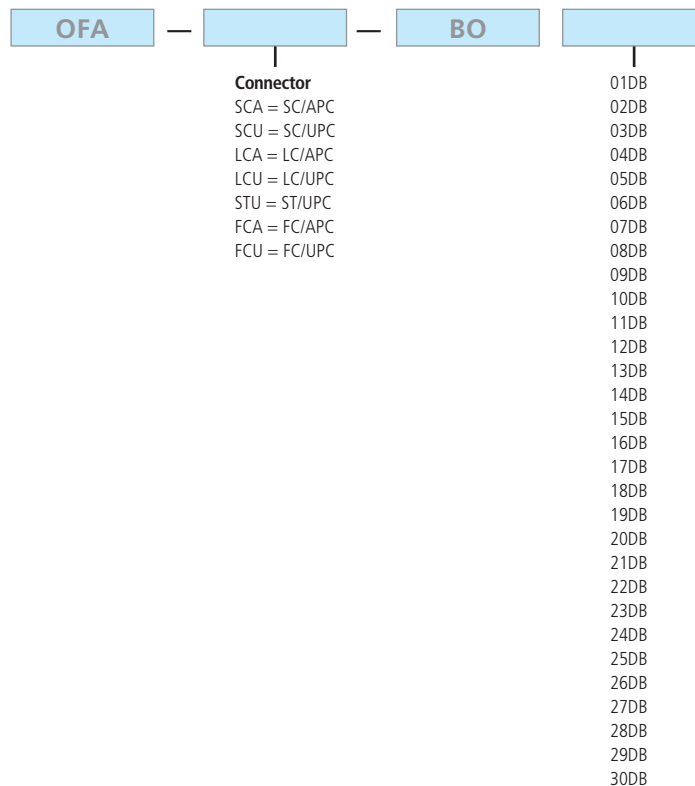 OFA — — BO
Connector
SCA = SC/APC
SCU = SC/UPC
LCA = LC/APC
LCU = LC/UPC
STU = ST/UPC
FCA = FC/APC
FCU = FC/UPC
01DB
02DB
03DB
04DB
05DB
06DB
07DB
08DB
09DB
10DB
11DB
12DB
13DB
14DB
15DB
16DB
17DB
18DB
19DB
20DB
21DB
22DB
23DB
24DB
25DB
26DB
27DB
28DB
29DB
30DB